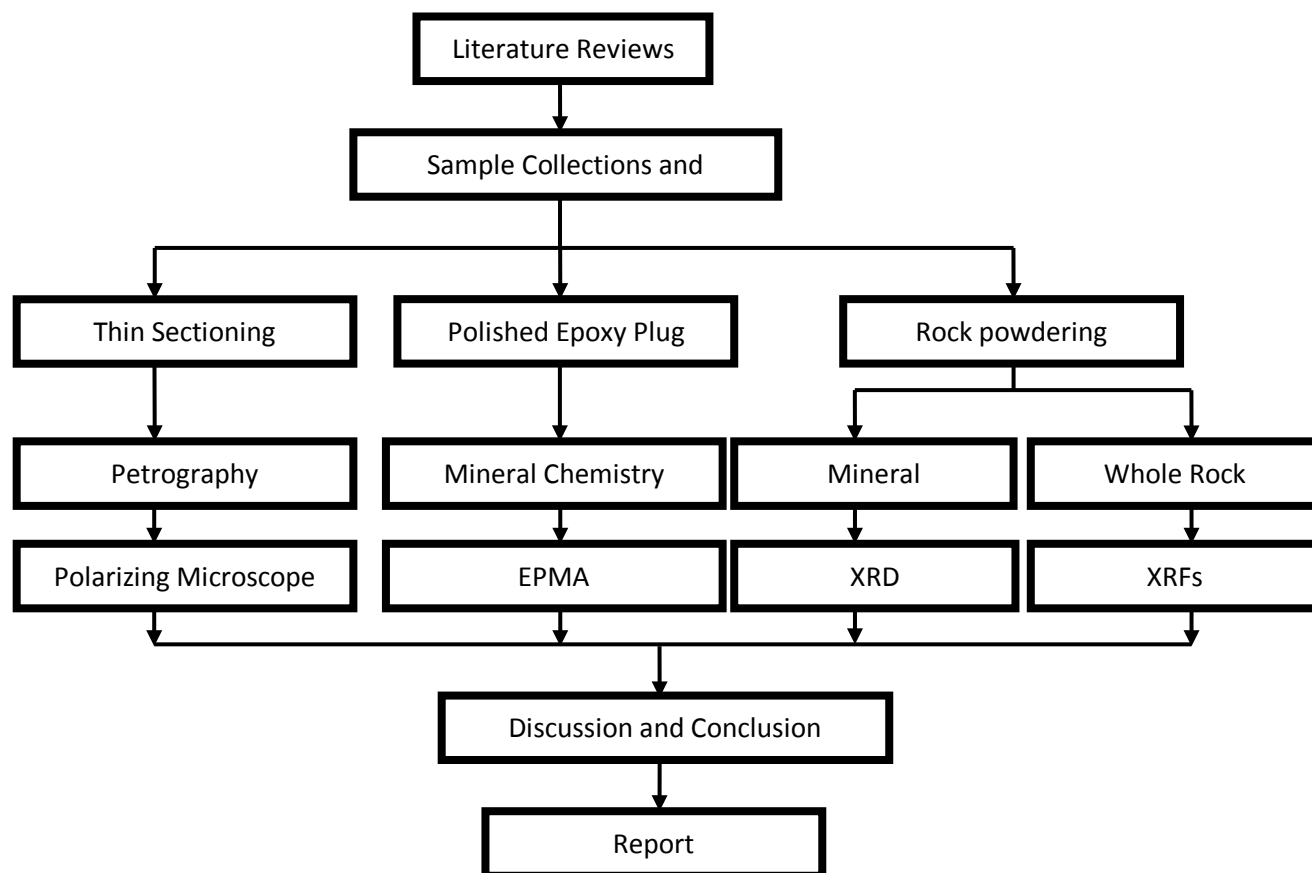 Literature Reviews
Sample Collections and
Thin Sectioning
Polished Epoxy Plug
Rock powdering
Petrography
Mineral Chemistry
Mineral
Whole Rock
Polarizing Microscope
EPMA
XRD
XRFs
Discussion and Conclusion
Report